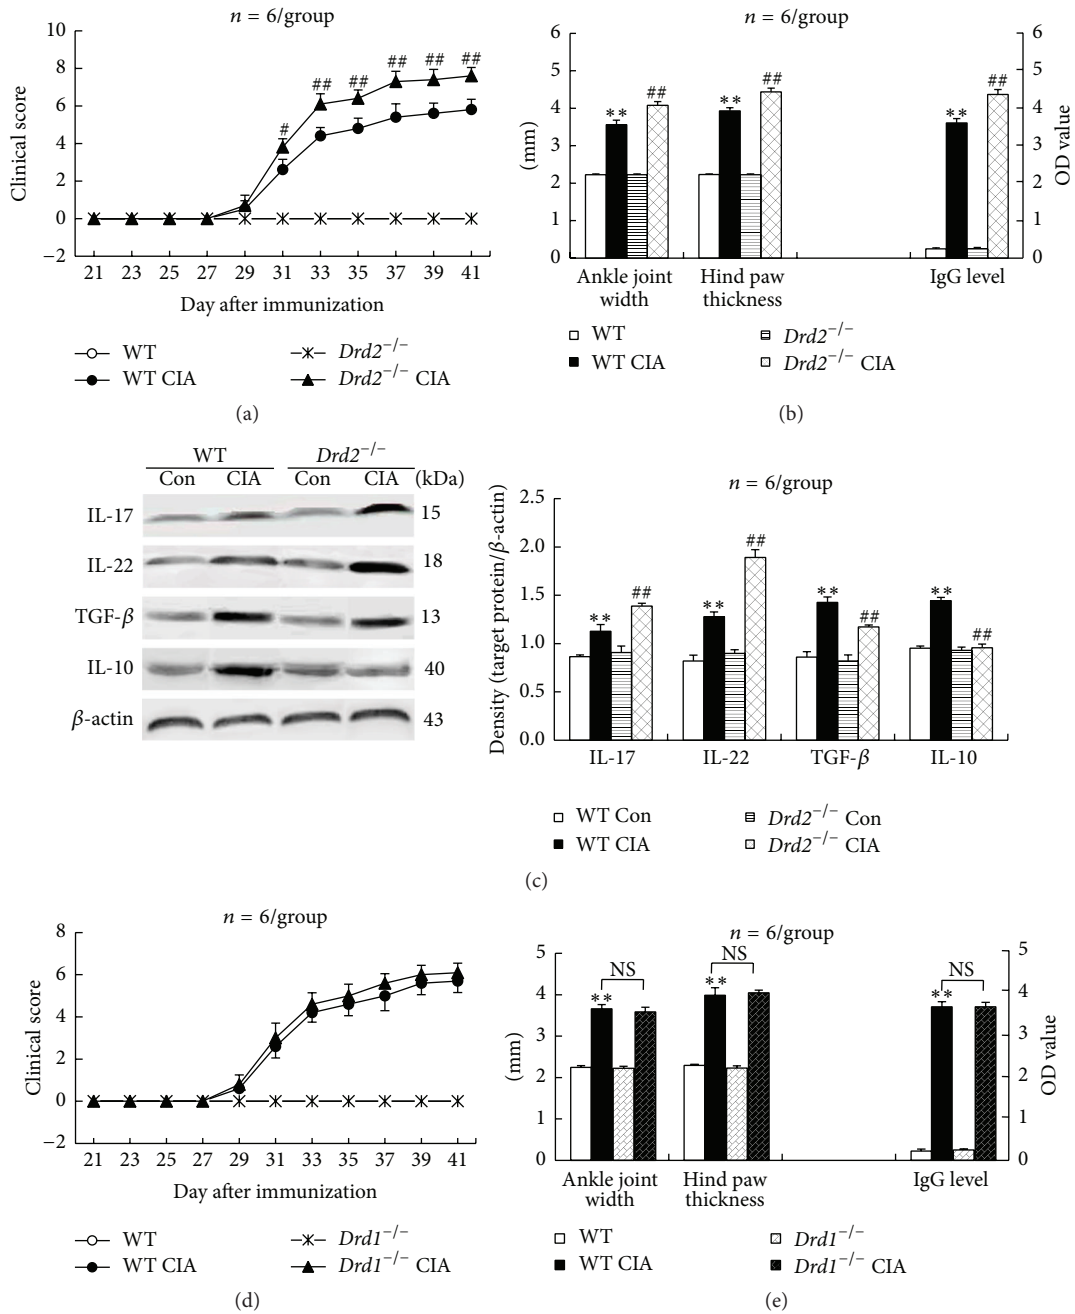 n = 6/group
Clinical score
10
8
6
4
2
0
−2
# ## ## ## ## ##
21 23 25 27 29 31 33 35 37 39 41
Day after immunization
WT
WT CIA
Drd2−/−
Drd2−/− CIA
(a)
n = 6/group
(mm)
6
5
4
3
2
1
0
** ## ** ## ** ##
6
5
4
3
2
1
0
OD value
Ankle joint width
Hind paw thickness
IgG level
WT
WT CIA
Drd2−/−
Drd2−/− CIA
(b)
WT Drd2−/−
Con CIA Con CIA (kDa)
IL-17 15
IL-22 18
TGF-β 13
IL-10 40
β-actin 43
n = 6/group
Density (target protein/β-actin)
2.5
2.0
1.5
1.0
0.5
0.0
** ## ** ## ** ## ** ##
IL-17 IL-22 TGF-β IL-10
WT Con
WT CIA
Drd2−/− Con
Drd2−/− CIA
(c)
n = 6/group
Clinical score
8
6
4
2
0
−2
21 23 25 27 29 31 33 35 37 39 41
Day after immunization
WT
WT CIA
Drd1−/−
Drd1−/− CIA
(d)
n = 6/group
(mm)
5
4
3
2
1
0
** NS ** NS ** NS
5
4
3
2
1
0
OD value
Ankle joint width
Hind paw thickness
IgG level
WT
WT CIA
Drd1−/−
Drd1−/− CIA
(e)